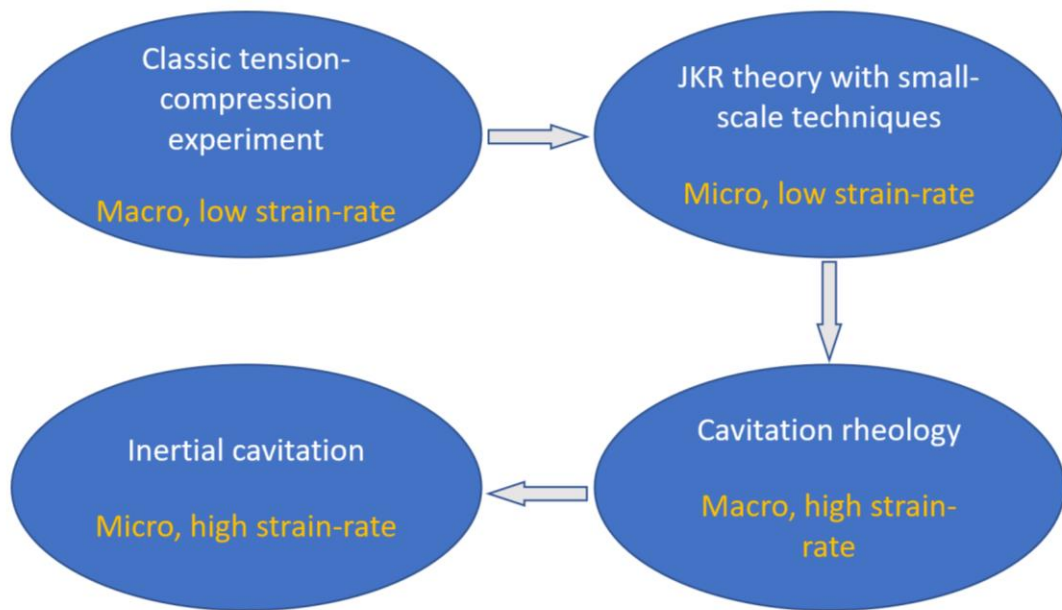 Classic tension-
compression
experiment
Macro, low strain-rate
JKR theory with small-
scale techniques
Micro, low strain-rate
Cavitation rheology
Macro, high strain-
rate
Inertial cavitation
Micro, high strain-rate